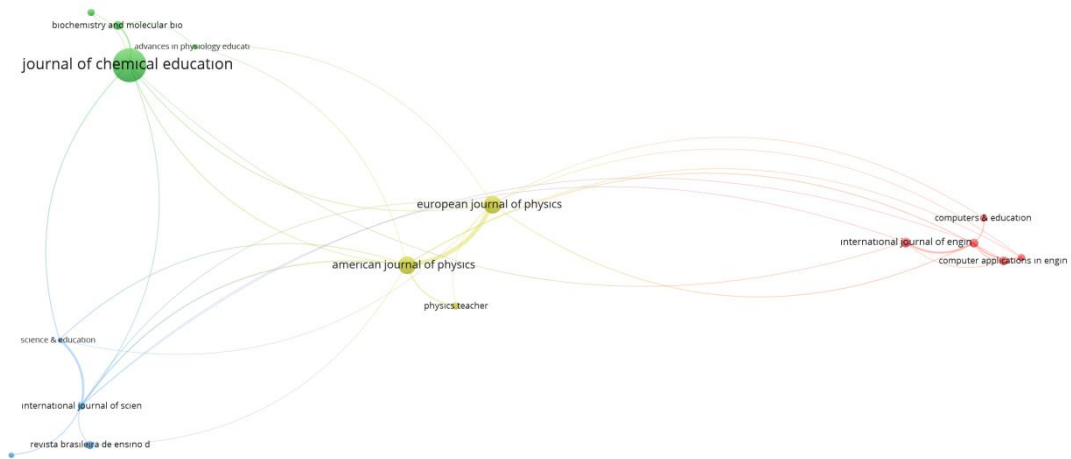 biochemistry and molecular bio
advances in physiology educati
journal of chemical education
european journal of physics
computers & education
international journal of engin
computer applications in engin
american journal of physics
physics teacher
science & education
international journal of scien
revista brasileira de ensino d